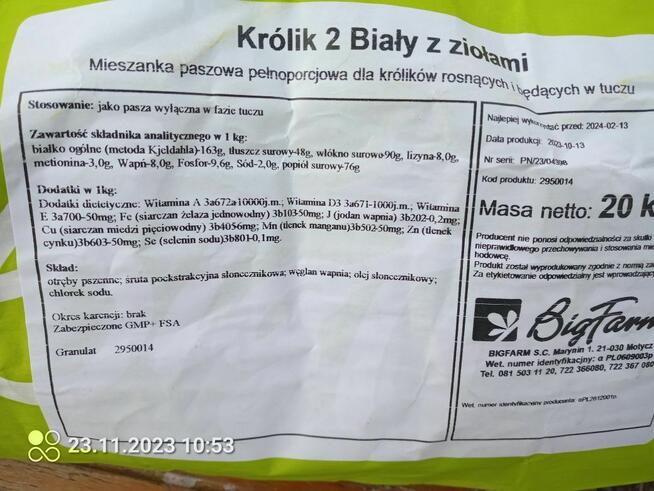 Królik 2 Biały z ziołami
Mieszanka paszowa pełnoporcjowa dla królików rosnących i będących w tuczu
Stosowanie: jako pasza wyłączna w fazie tuczu
Zawartość składnika analitycznego w 1 kg:
białko ogólne (metoda Kjeldahla)-163g, tłuszcz surowy-48g, włókno surowe-90g, lizyna-8,0g,
metionina-3,0g, Wapń-8,0g, Fosfor-9,6g, Sód-2,0g, popiół surowy-76g
Dodatki w 1kg:
Dodatki dietetyczne: Witamina A 3a672a10000j.m.; Witamina D3 3a671-1000j.m.; Witamina
E 3a700-50mg; Fe (siarczan żelaza jednowodny) 3b103-50mg; J (jodan wapnia) 3b202-0,2mg;
Cu (siarczan miedzi pięciowodny) 3b4056mg; Mn (tlenek manganu)3b502-50mg; Zn (tlenek
cynku)3b603-50mg; Se (selenin sodu)3b801-0,1mg.
Skład:
otręby pszenne; śruta poekstrakcyjna słonecznikowa; węglan wapnia; olej słonecznikowy;
chlorek sodu.
Okres karencji: brak
Zabezpieczone GMP+ FSA
Granulat 2950014
Najlepiej wykorzystać przed: 2024-02-13
Data produkcji: 2023-10-13
Nr serii: PN/23/04398
Kod produktu: 2950014
Masa netto: 20 k
Producent nie ponosi odpowiedzialności za skutki
nieprawidłowego przechowywania i stosowania
hodowcę.
Produkt został wyprodukowany zgodnie z normą
Za etykietowanie odpowiedzialny jest wprowadzający
BigFarm
BIGFARM S.C. Marynin 1, 21-030 Motycz
Wet. numer identyfikacyjny: α PL0609003p
Tel. 081 503 11 20, 722 366080, 722 367 080
Wet. numer identyfikacyjny producenta: αPL2612001p
23.11.2023 10:53